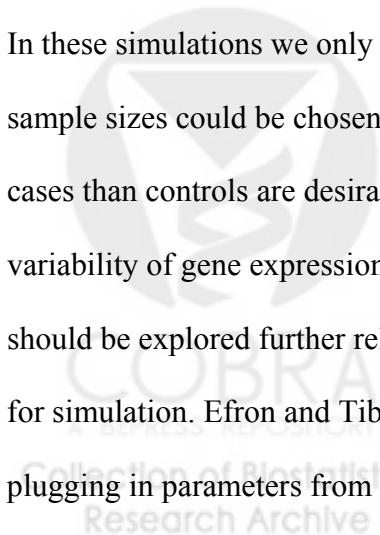 In these simulations we only
sample sizes could be chosen
cases than controls are desira
variability of gene expression
should be explored further rel
COBRA
for simulation. Efron and Tib
A BEPRESS REPOSITORY
Collection of Biostatist
plugging in parameters from
Research Archive